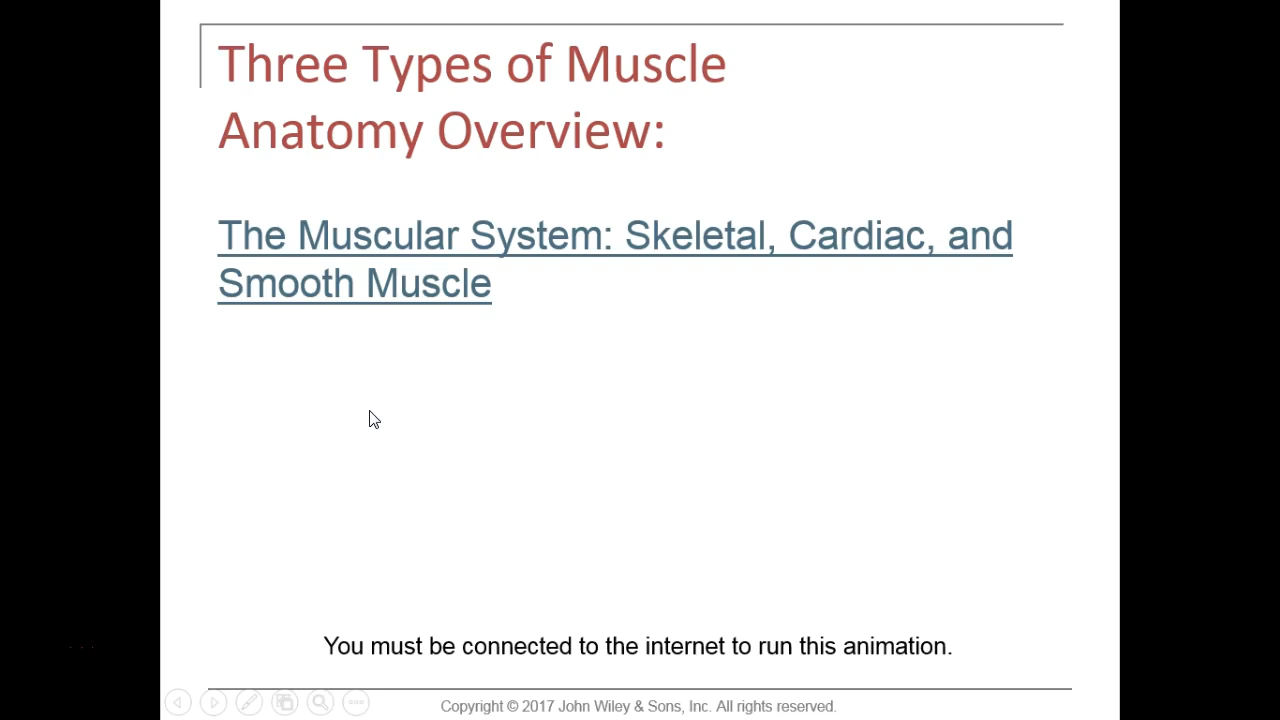 Three Types of Muscle
Anatomy Overview:
The Muscular System: Skeletal, Cardiac, and
Smooth Muscle
You must be connected to the internet to run this animation.
Copyright © 2017 John Wiley & Sons, Inc. All rights reserved.